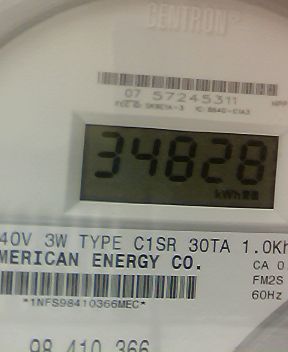 CENTRON®
07 57245311
34828
kWh
40V 3W TYPE C1SR 30TA 1.0Kh
MERICAN ENERGY CO.
CA 0
FM2S
60Hz
*1NFS98410366MEC*
98 410 366